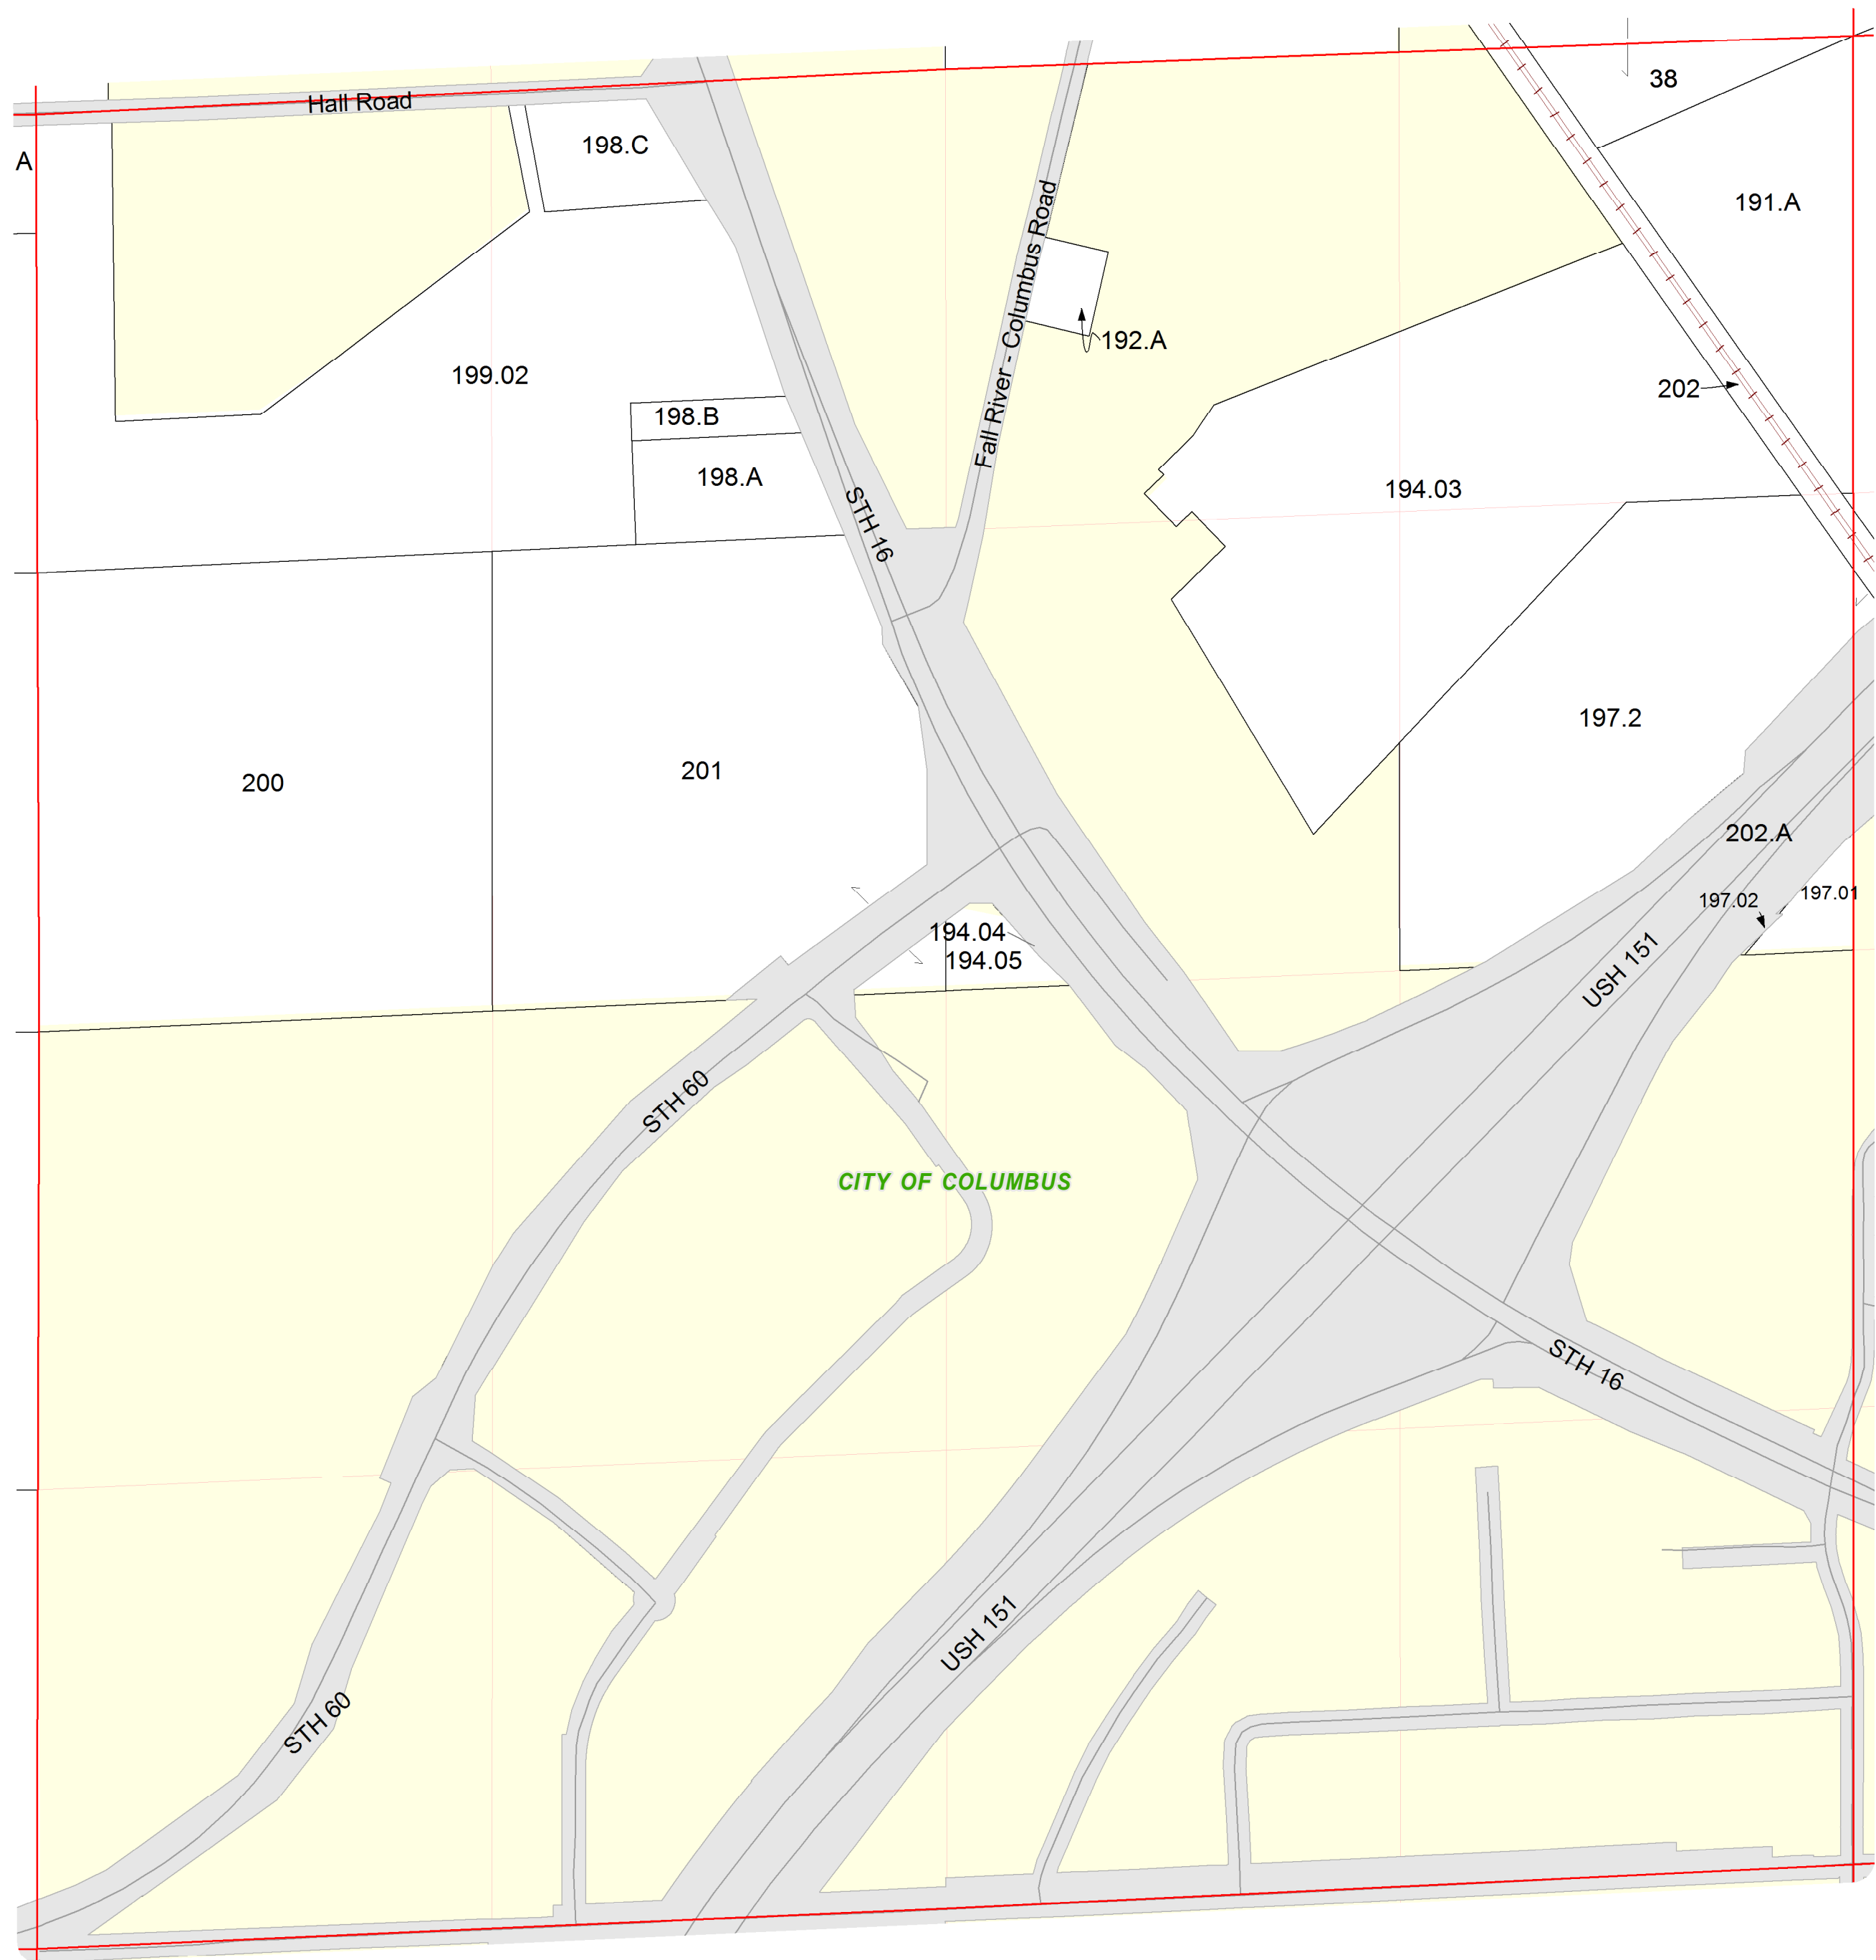 38
Hall Road
198.C
A
191.A
Fall River - Columbus Road
192.A
199.02
202
198.B
198.A
194.03
STH 16
197.2
201
200
202.A
197.01
197.02
194.04
194.05
USH 151
STH 60
CITY OF COLUMBUS
STH 16
USH 151
STH 60